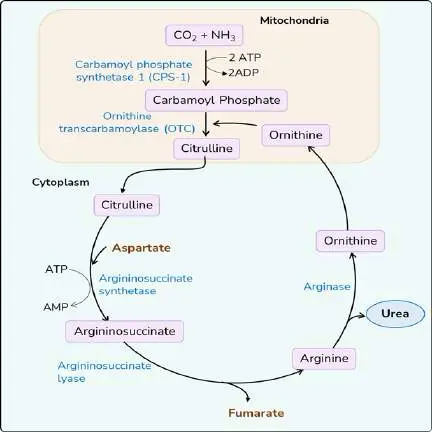 Mitochondria
CO₂ + NH₃
2 ATP
2ADP
Carbamoyl phosphate
synthetase 1 (CPS-1)
Carbamoyl Phosphate
Ornithine
transcarbamoylase (OTC)
Ornithine
Citrulline
Cytoplasm
Citrulline
Aspartate
Ornithine
ATP
AMP
Argininosuccinate
synthetase
Arginase
Urea
Argininosuccinate
Argininosuccinate
lyase
Arginine
Fumarate